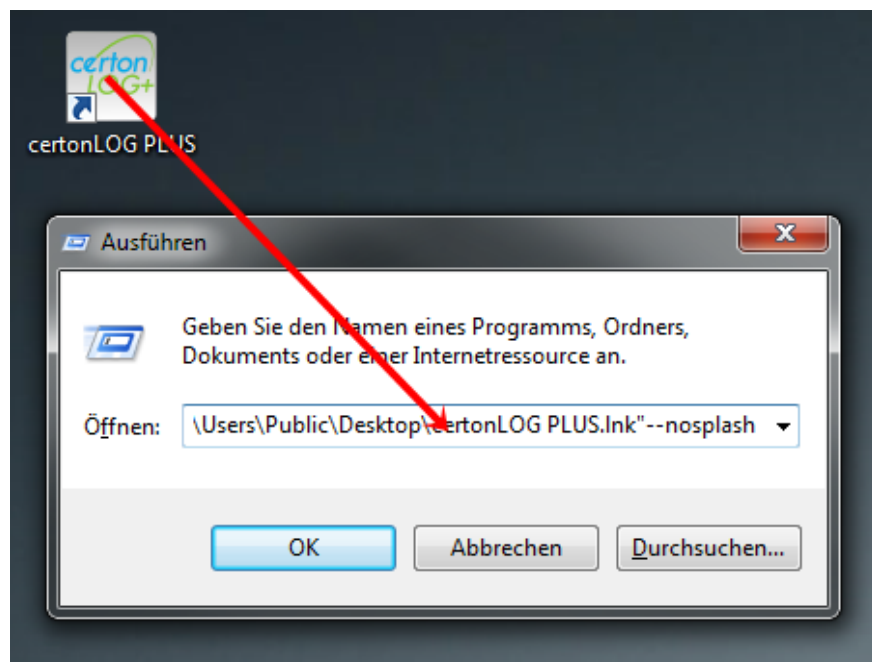 certon
LOG+
certonLOG PLUS
Ausführen
Geben Sie den Namen eines Programms, Ordners,
Dokuments oder einer Internetressource an.
Öffnen:
\Users\Public\Desktop\certonLOG PLUS.lnk"--nosplash
OK
Abbrechen
Durchsuchen...